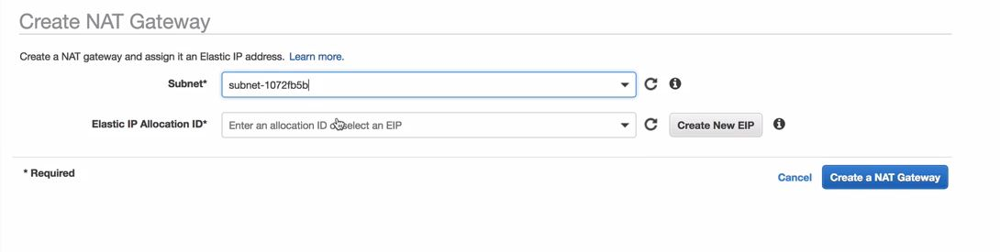 Create NAT Gateway
Create a NAT gateway and assign it an Elastic IP address. Learn more.
Subnet* subnet-1072fb5b
Elastic IP Allocation ID* Enter an allocation ID or select an EIP Create New EIP
* Required
Cancel Create a NAT Gateway